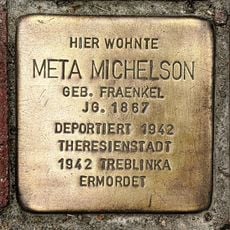 HIER WOHNTE
META MICHELSON
GEB. FRAENKEL
JG. 1867
DEPORTIERT 1942
THERESIENSTADT
1942 TREBLINKA
ERMORDET